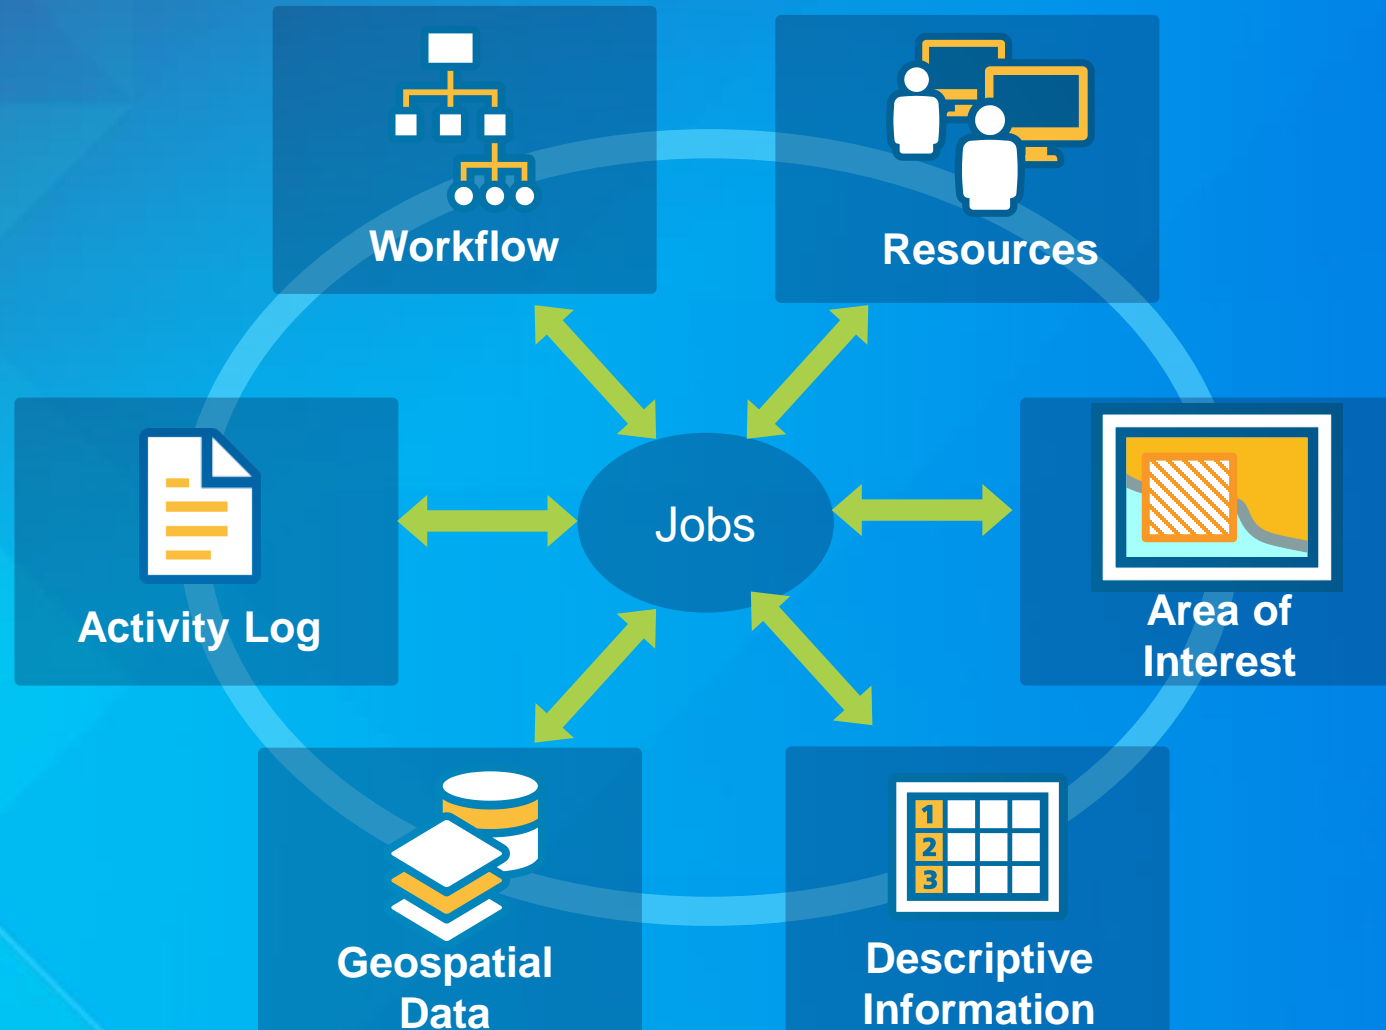 Workflow
Resources
Jobs
Activity Log
Area of
Interest
Geospatial
Data
1
2
3
Descriptive
Information